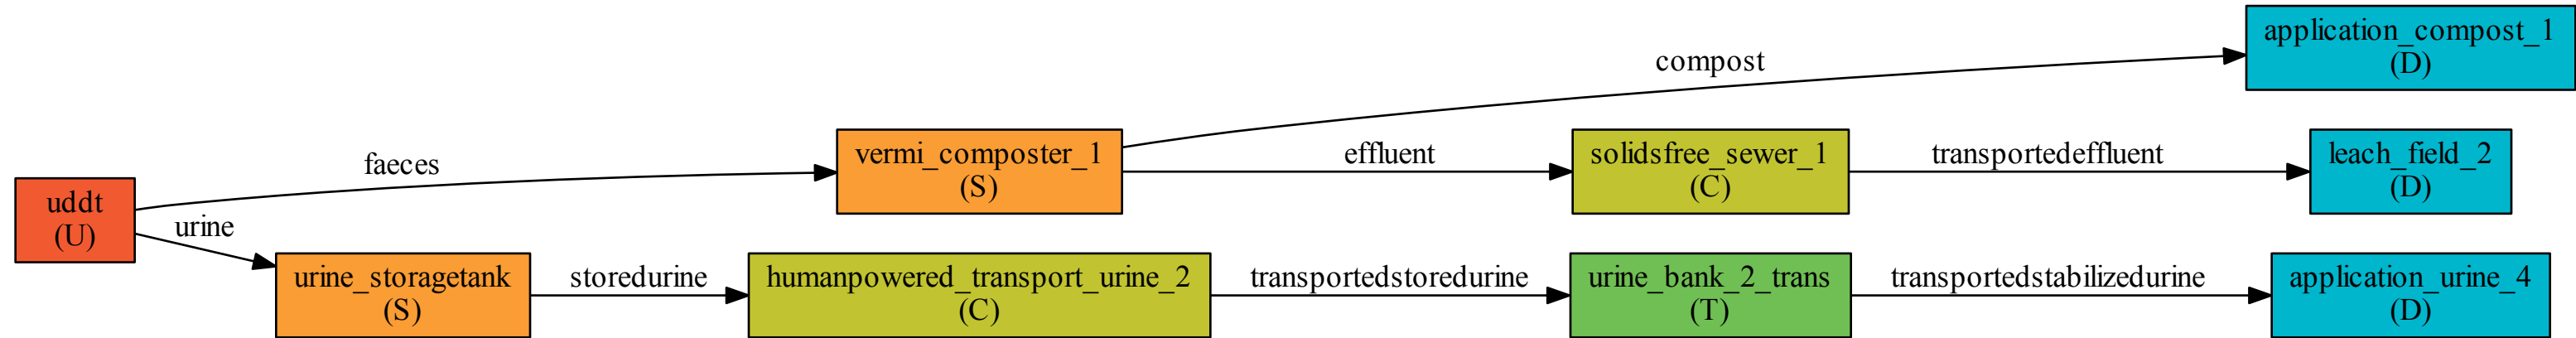 application_compost_1
(D)
compost
vermi_composter_1
(S)
effluent
solidsfree_sewer_1
(C)
transportedeffluent
leach_field_2
(D)
faeces
uddt
(U)
urine
urine_storagetank
(S)
storedurine
humanpowered_transport_urine_2
(C)
transportedstoredurine
urine_bank_2_trans
(T)
transportedstabilizedurine
application_urine_4
(D)